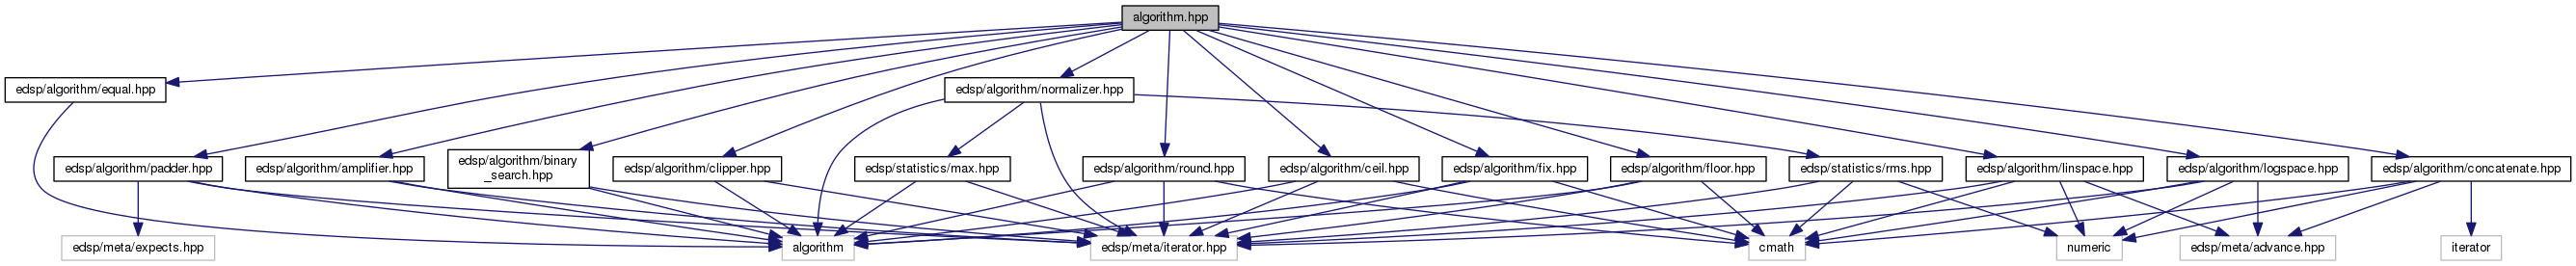 algorithm.hpp
edsp/algorithm/equal.hpp
edsp/algorithm/normalizer.hpp
edsp/algorithm/padder.hpp
edsp/algorithm/amplifier.hpp
edsp/algorithm/binary
_search.hpp
edsp/algorithm/clipper.hpp
edsp/statistics/max.hpp
edsp/algorithm/round.hpp
edsp/algorithm/ceil.hpp
edsp/algorithm/fix.hpp
edsp/algorithm/floor.hpp
edsp/statistics/rms.hpp
edsp/algorithm/linspace.hpp
edsp/algorithm/logspace.hpp
edsp/algorithm/concatenate.hpp
edsp/meta/expects.hpp
algorithm
edsp/meta/iterator.hpp
cmath
numeric
edsp/meta/advance.hpp
iterator